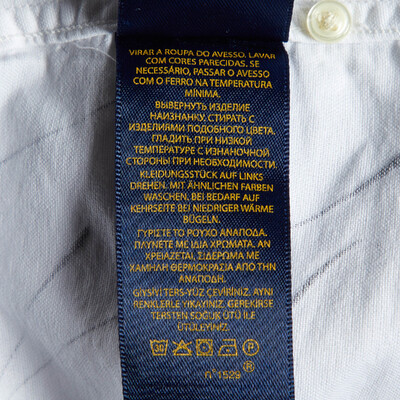 VIRAR A ROUPA DO AVESSO. LAVAR
COM CORES PARECIDAS. SE
NECESSÁRIO, PASSAR O AVESSO
COM O FERRO NA TEMPERATURA
MÍNIMA.
ВЫВЕРНУТЬ ИЗДЕЛИЕ
НАИЗНАНКУ, СТИРАТЬ С
ИЗДЕЛИЯМИ ПОДОБНОГО ЦВЕТА.
ГЛАДИТЬ ПРИ НИЗКОЙ
ТЕМПЕРАТУРЕ С ИЗНАНОЧНОЙ
СТОРОНЫ ПРИ НЕОБХОДИМОСТИ.
KLEIDUNGSSTÜCK AUF LINKS
DREHEN. MIT ÄHNLICHEN FARBEN
WASCHEN, BEI BEDARF AUF
KEHRSEITE BEI NIEDRIGER WÄRME
BÜGELN.
ΓΥΡΙΣΤΕ ΤΟ ΡΟΥΧΟ ΑΝΑΠΟΔΑ.
ΠΛΥΝΕΤΕ ΜΕ ΙΔΙΑ ΧΡΩΜΑΤΑ. ΑΝ
ΧΡΕΙΑΖΕΤΑΙ, ΣΙΔΕΡΩΜΑ ΜΕ
ΧΑΜΗΛΗ ΘΕΡΜΟΚΡΑΣΙΑ ΑΠΟ ΤΗΝ
ΑΝΑΠΟΔΗ.
GİYSİYİ TERS-YÜZ ÇEVİRİNİZ. AYNI
RENKLERLE YIKAYINIZ. GEREKİRSE
TERSTEN SOĞUK ÜTÜ İLE
ÜTÜLEYİNİZ.
30 P
n° 1529 ®